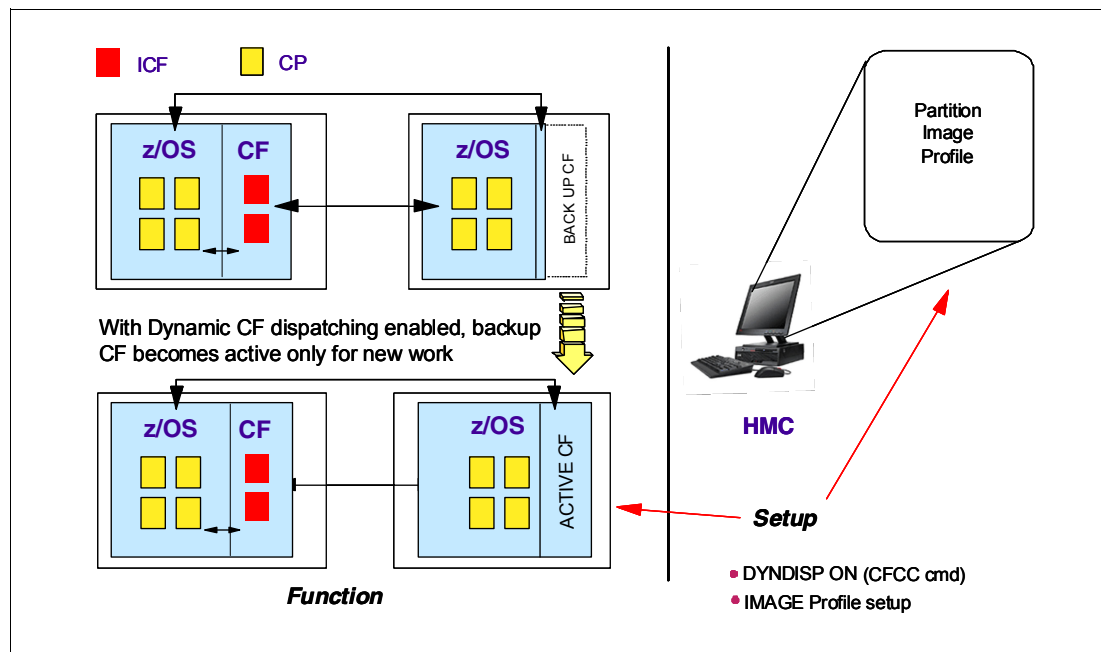 ICF
CP
z/OS
CF
z/OS
BACK UP CF
With Dynamic CF dispatching enabled, backup
CF becomes active only for new work
z/OS
CF
z/OS
ACTIVE CF
Function
Partition
Image
Profile
HMC
Setup
DYNDISP ON (CFCC cmd)
IMAGE Profile setup